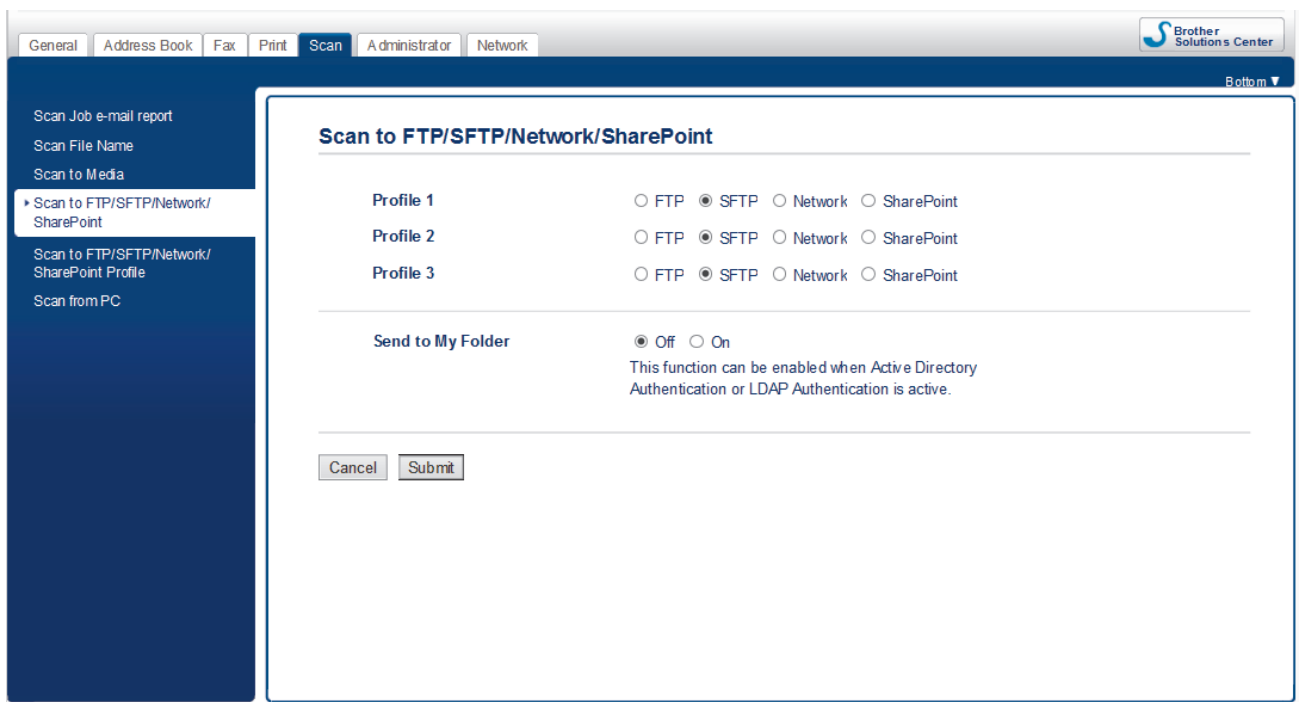 General Address Book Fax Print Scan Administrator Network
Brother
Solutions Center
Bottom ▼
Scan Job e-mail report
Scan File Name
Scan to Media
Scan to FTP/SFTP/Network/
SharePoint
Scan to FTP/SFTP/Network/
SharePoint Profile
Scan from PC
Scan to FTP/SFTP/Network/SharePoint
Profile 1 FTP SFTP Network SharePoint
Profile 2 FTP SFTP Network SharePoint
Profile 3 FTP SFTP Network SharePoint
Send to My Folder Off On
This function can be enabled when Active Directory
Authentication or LDAP Authentication is active.
Cancel Submit